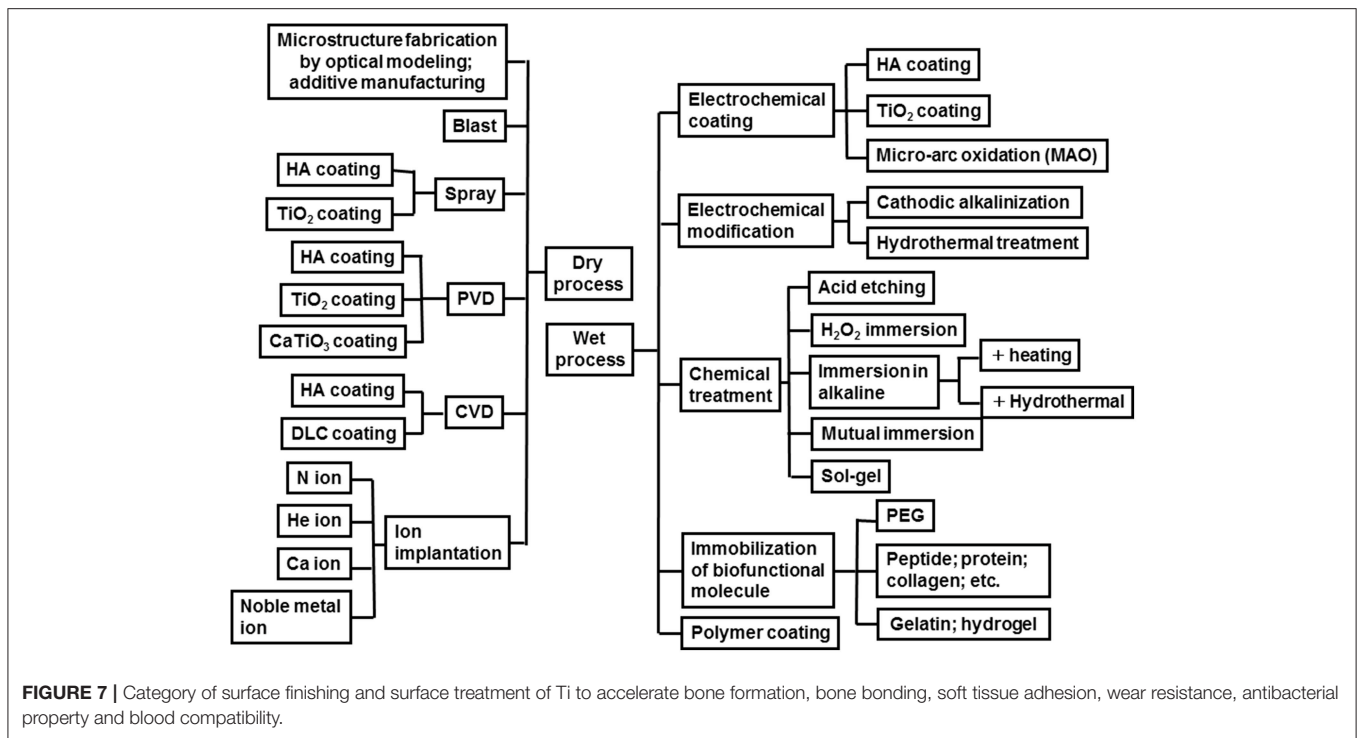 Microstructure fabrication
by optical modeling;
additive manufacturing
Blast
HA coating
TiO₂ coating
Spray
HA coating
TiO₂ coating
CaTiO₃ coating
PVD
HA coating
DLC coating
CVD
N ion
He ion
Ca ion
Noble metal
ion
Ion
implantation
Dry
process
Wet
process
Electrochemical
coating
HA coating
TiO₂ coating
Micro-arc oxidation (MAO)
Electrochemical
modification
Cathodic alkalinization
Hydrothermal treatment
Chemical
treatment
Acid etching
H₂O₂ immersion
Immersion in
alkaline
+ heating
+ Hydrothermal
Mutual immersion
Sol-gel
Immobilization
of biofunctional
molecule
PEG
Peptide; protein;
collagen; etc.
Gelatin; hydrogel
Polymer coating
FIGURE 7 | Category of surface finishing and surface treatment of Ti to accelerate bone formation, bone bonding, soft tissue adhesion, wear resistance, antibacterial
property and blood compatibility.